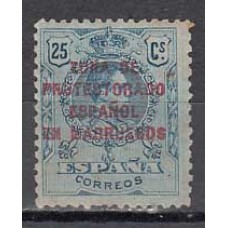 25 Cs
ZONA DE
PROTECTORADO
ESPAÑOL
EN MARRUECOS
ESPAÑA
CORREOS